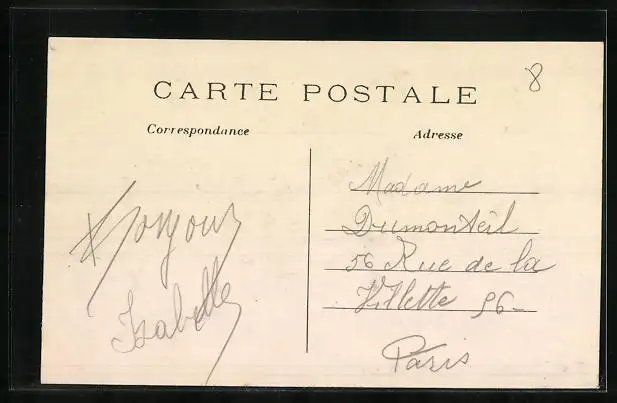 CARTE POSTALE
8
Correspondance
Adresse
Bonjour
Isabelle
Madame
Dumonteil
56 Rue de la
Villette 56-
Paris